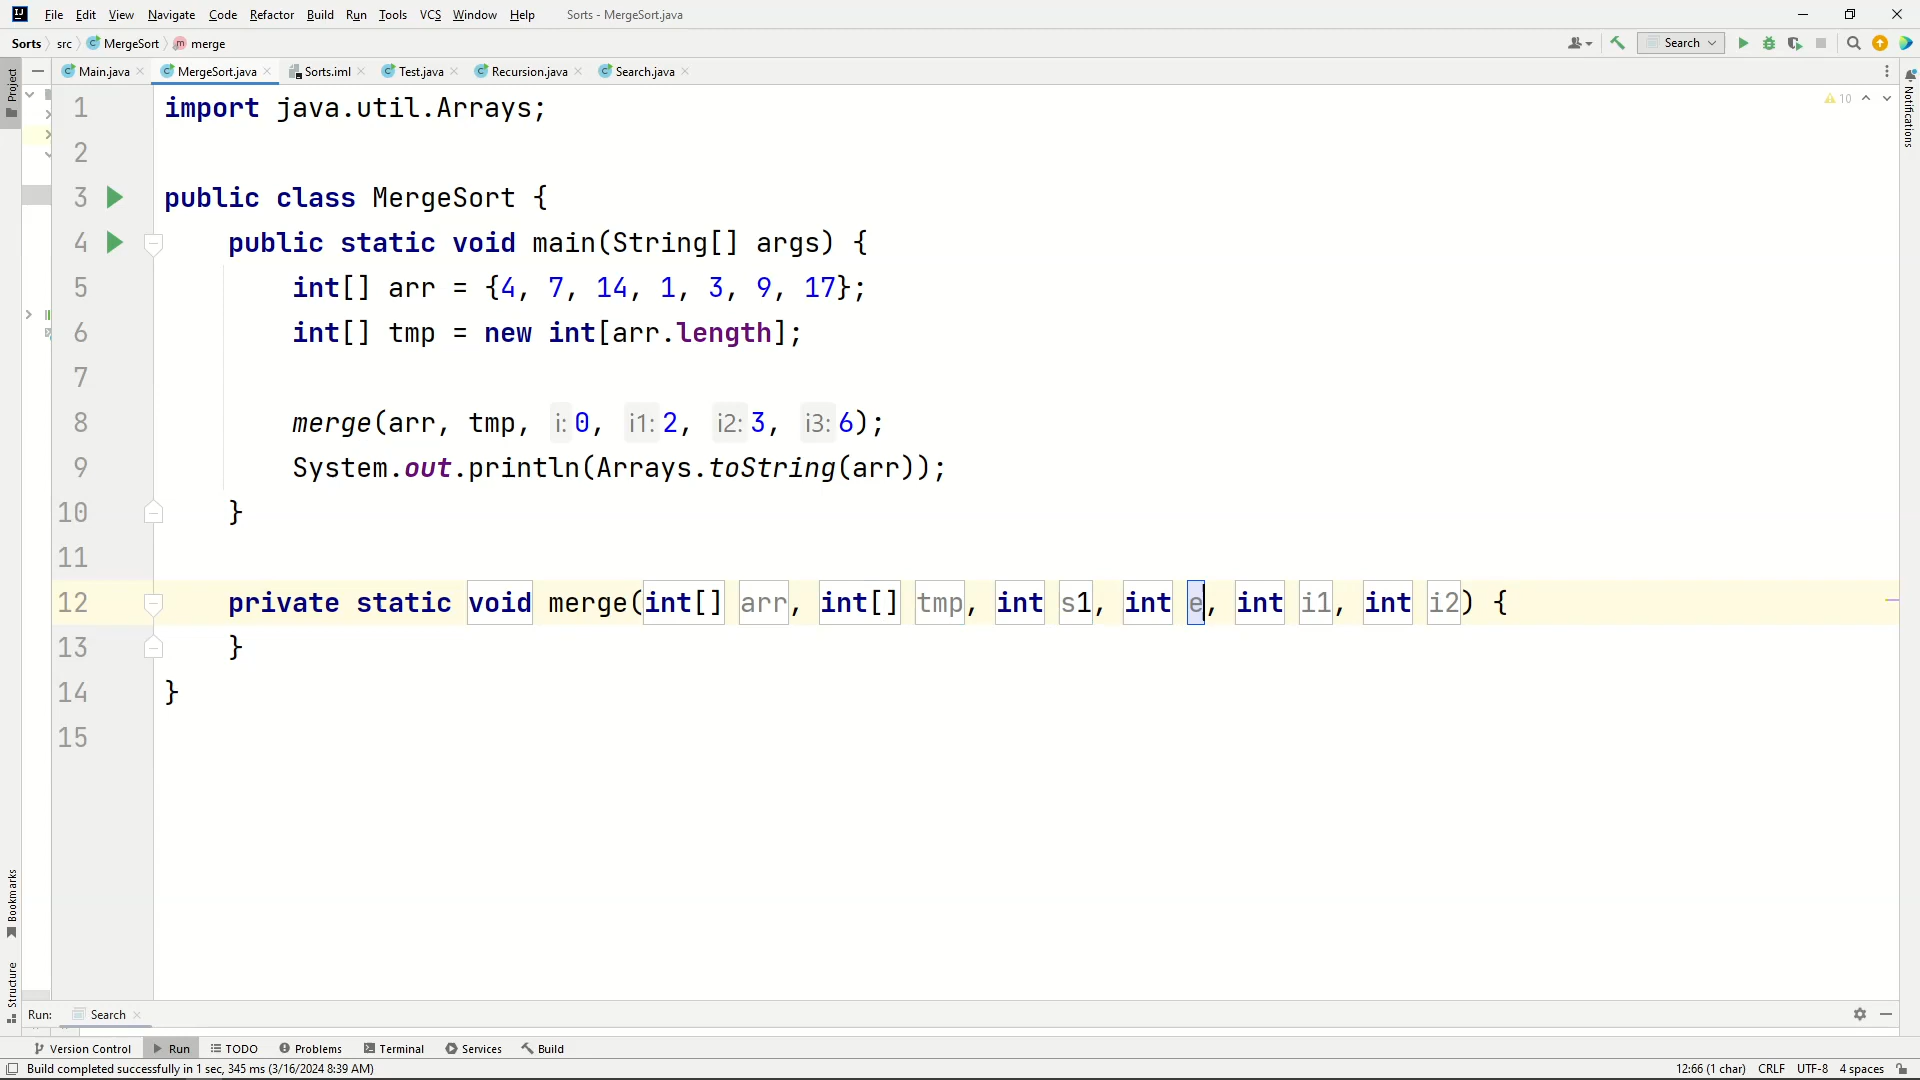 File Edit View Navigate Code Refactor Build Run Tools VCS Window Help Sorts - MergeSort.java
Sorts src MergeSort merge Search
Project Main.java MergeSort.java Sorts.iml Test.java Recursion.java Search.java
Notifications
10
1 import java.util.Arrays;
2
3 public class MergeSort {
4 public static void main(String[] args) {
5 int[] arr = {4, 7, 14, 1, 3, 9, 17};
6 int[] tmp = new int[arr.length];
7
8 merge(arr, tmp, i: 0, i1: 2, i2: 3, i3: 6);
9 System.out.println(Arrays.toString(arr));
10 }
11
12 private static void merge(int[] arr, int[] tmp, int s1, int e, int i1, int i2) {
13 }
14 }
15
Bookmarks
Structure
Run: Search
Version Control Run TODO Problems Terminal Services Build
Build completed successfully in 1 sec, 345 ms (3/16/2024 8:39 AM) 12:66 (1 char) CRLF UTF-8 4 spaces